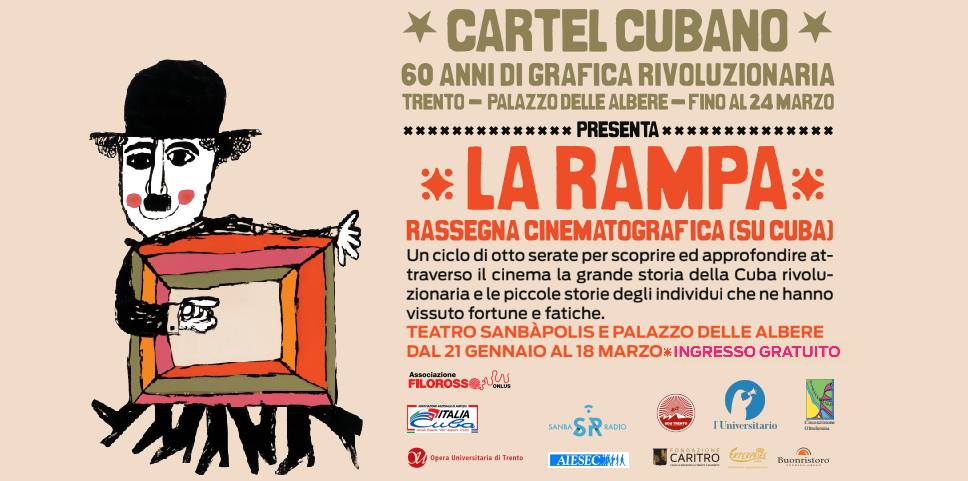 CARTEL CUBANO
60 ANNI DI GRAFICA RIVOLUZIONARIA
TRENTO – PALAZZO DELLE ALBERE – FINO AL 24 MARZO
PRESENTA
LA RAMPA
RASSEGNA CINEMATOGRAFICA (SU CUBA)
Un ciclo di otto serate per scoprire ed approfondire at-
traverso il cinema la grande storia della Cuba rivolu-
zionaria e le piccole storie degli individui che ne hanno
vissuto fortune e fatiche.
TEATRO SANBÀPOLIS E PALAZZO DELLE ALBERE
DAL 21 GENNAIO AL 18 MARZO INGRESSO GRATUITO
Associazione
FILOROSSO
ONLUS
ITALIA
Cuba
SANBA SR RADIO
UDU TRENTO
l'Universitario
Opera Universitaria di Trento
AIESEC
FONDAZIONE
CARITRO
Buonristoro